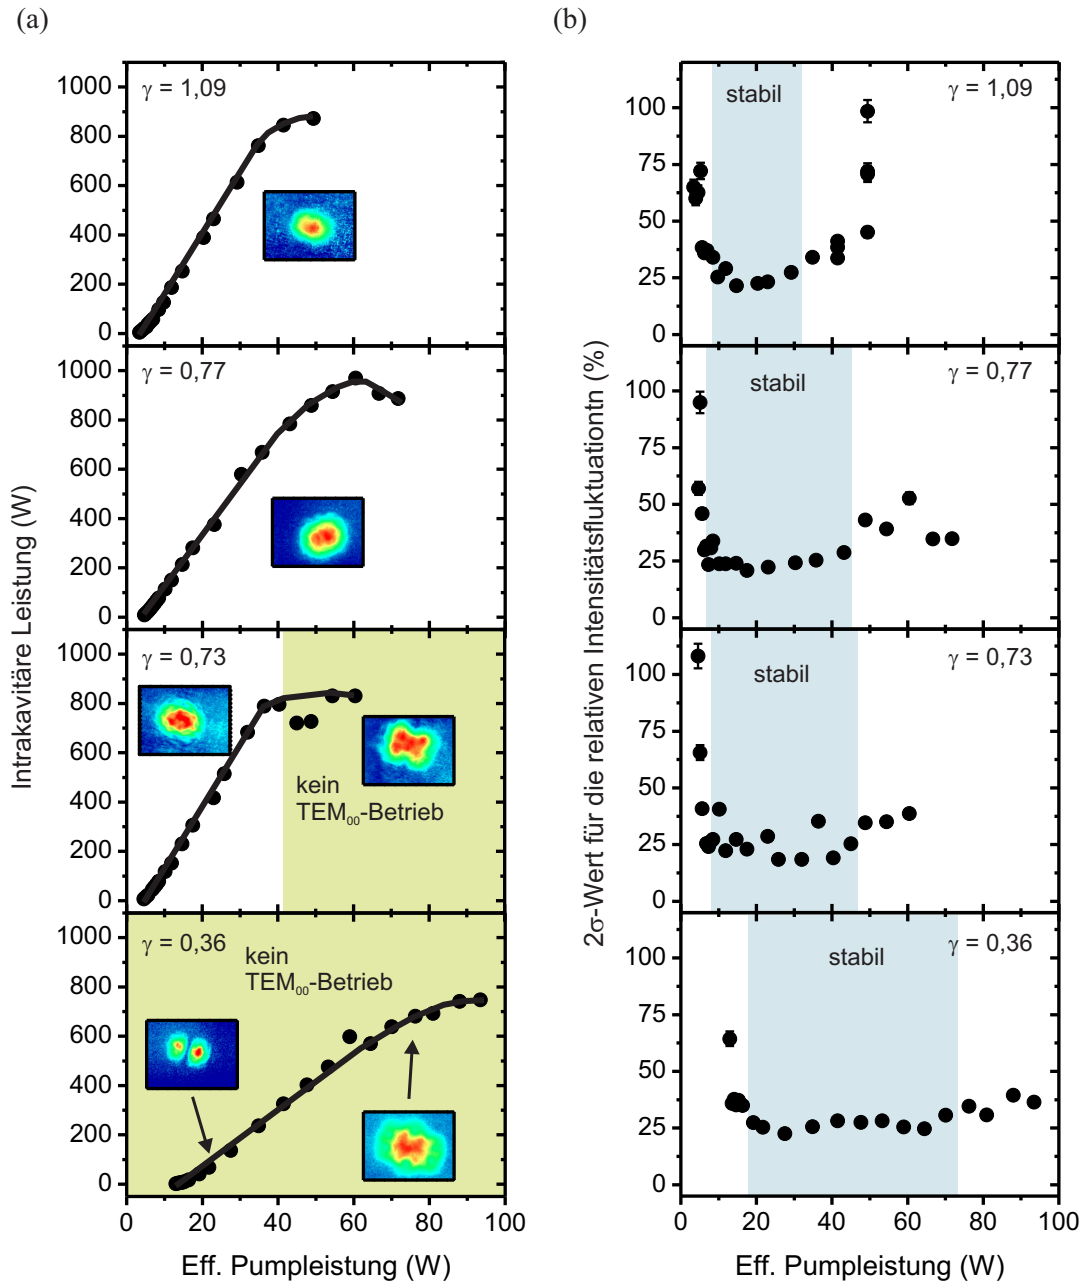 (a)
(b)
Intrakavitäre Leistung (W)
1000
800
600
400
200
0
γ = 1,09
1000
800
600
400
200
0
γ = 0,77
1000
800
600
400
200
0
γ = 0,73
kein
TEM₀₀-Betrieb
1000
800
600
400
200
0
γ = 0,36
kein
TEM₀₀-Betrieb
0 20 40 60 80 100
Eff. Pumpleistung (W)
2σ-Wert für die relativen Intensitätsfluktuationtn (%)
100
75
50
25
0
stabil
γ = 1,09
100
75
50
25
0
stabil
γ = 0,77
100
75
50
25
0
stabil
γ = 0,73
100
75
50
25
0
stabil
γ = 0,36
0 20 40 60 80 100
Eff. Pumpleistung (W)